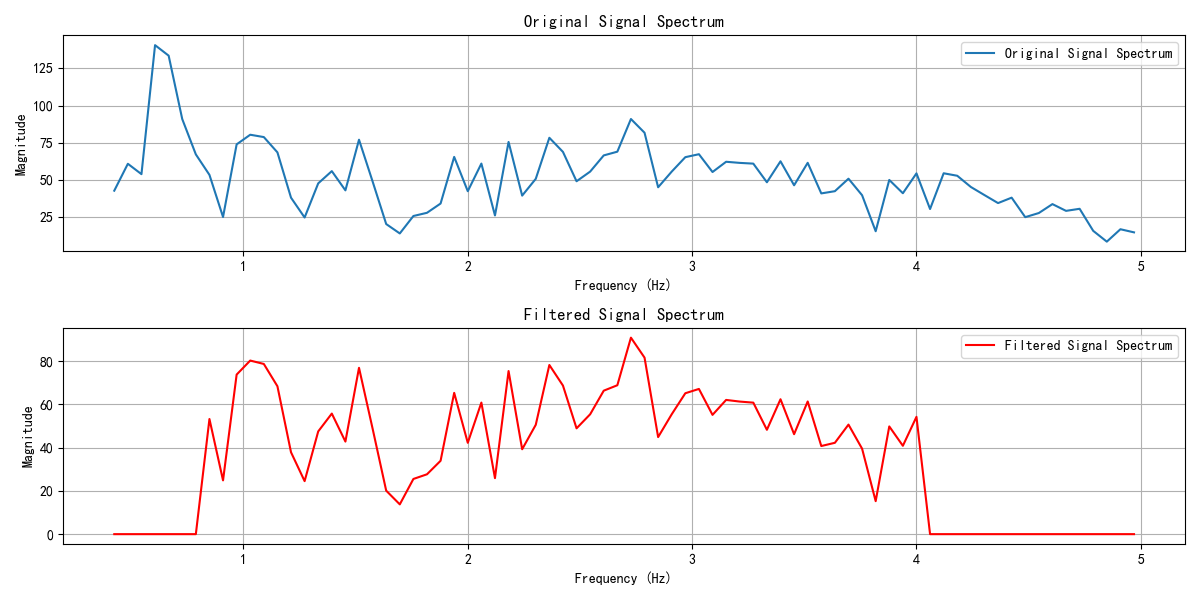 Original Signal Spectrum
Original Signal Spectrum
Magnitude
125
100
75
50
25
1 2 3 4 5
Frequency (Hz)
Filtered Signal Spectrum
Filtered Signal Spectrum
Magnitude
80
60
40
20
0
1 2 3 4 5
Frequency (Hz)